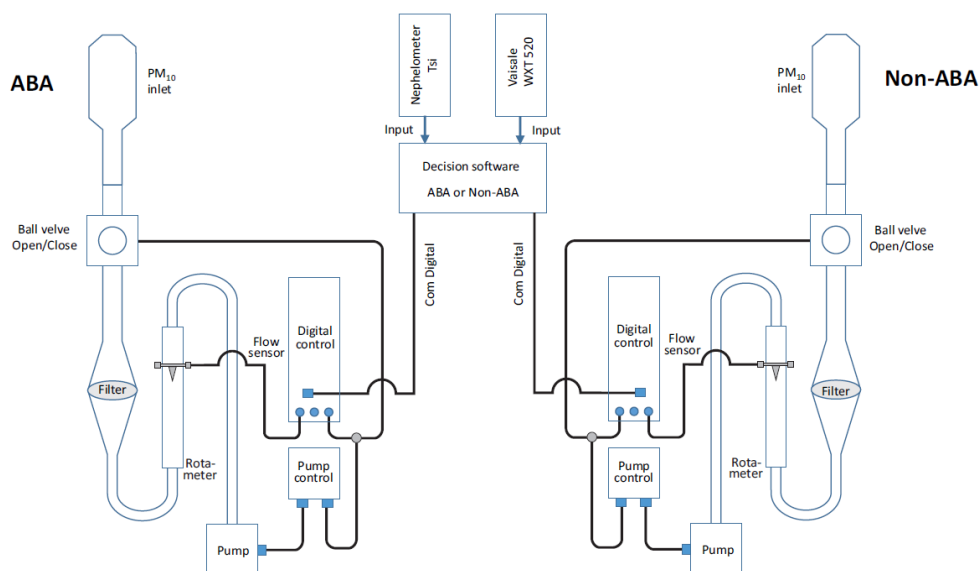 ABA
PM10
inlet
Nephelometer
Tsi
Vaisale
WXT 520
PM10
inlet
Non-ABA
Input
Input
Decision software
ABA or Non-ABA
Ball velve
Open/Close
Ball velve
Open/Close
Com Digital
Com Digital
Flow
sensor
Digital
control
Digital
control
Flow
sensor
Filter
Filter
Rota-
meter
Pump
control
Pump
control
Rota-
meter
Pump
Pump